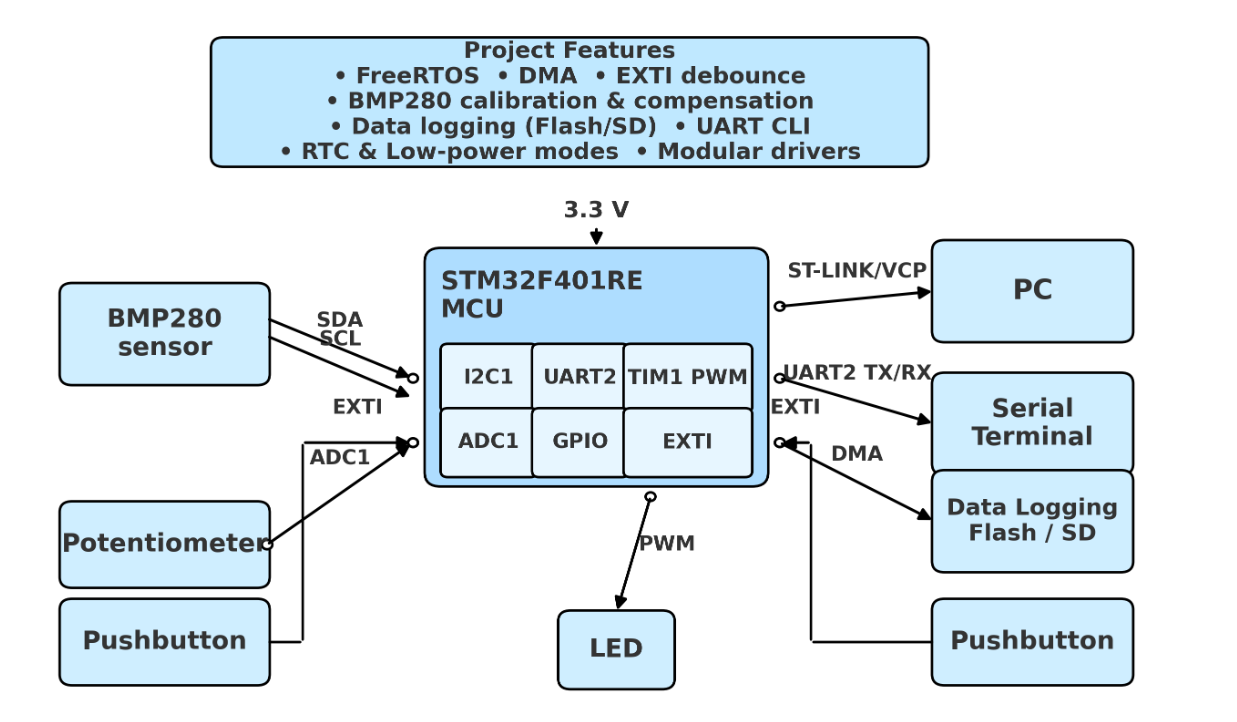 Project Features
• FreeRTOS • DMA • EXTI debounce
• BMP280 calibration & compensation
• Data logging (Flash/SD) • UART CLI
• RTC & Low-power modes • Modular drivers
3.3 V
STM32F401RE
MCU
I2C1 UART2 TIM1 PWM
ADC1 GPIO EXTI
BMP280
sensor
SDA
SCL
EXTI
ADC1
Potentiometer
Pushbutton
PWM
LED
ST-LINK/VCP
PC
UART2 TX/RX
Serial
Terminal
EXTI
DMA
Data Logging
Flash / SD
Pushbutton